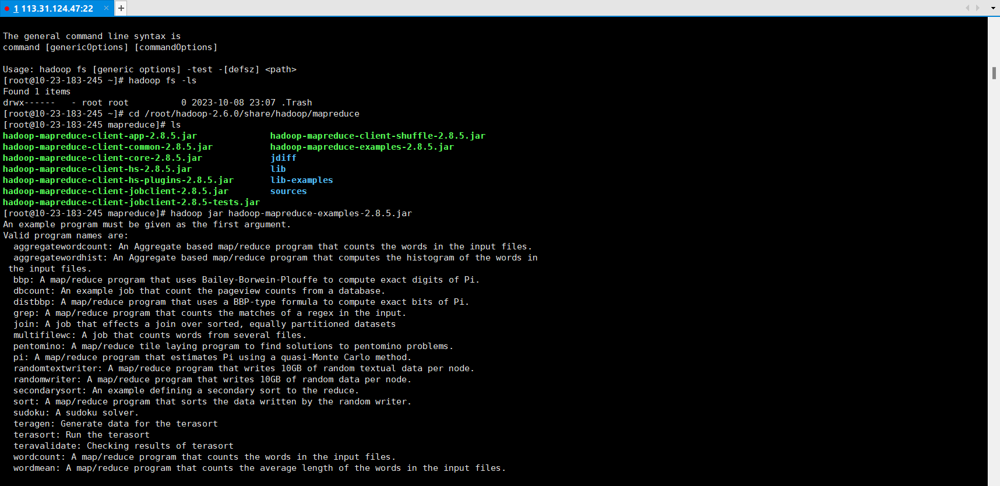 1 113.31.124.47:22
The general command line syntax is
command [genericOptions] [commandOptions]
Usage: hadoop fs [generic options] -test -[defsz] <path>
[root@10-23-183-245 ~]# hadoop fs -ls
Found 1 items
drwx------   - root root          0 2023-10-08 23:07 .Trash
[root@10-23-183-245 ~]# cd /root/hadoop-2.6.0/share/hadoop/mapreduce
[root@10-23-183-245 mapreduce]# ls
hadoop-mapreduce-client-app-2.8.5.jar              hadoop-mapreduce-client-shuffle-2.8.5.jar
hadoop-mapreduce-client-common-2.8.5.jar           hadoop-mapreduce-examples-2.8.5.jar
hadoop-mapreduce-client-core-2.8.5.jar             jdiff
hadoop-mapreduce-client-hs-2.8.5.jar               lib
hadoop-mapreduce-client-hs-plugins-2.8.5.jar       lib-examples
hadoop-mapreduce-client-jobclient-2.8.5.jar        sources
hadoop-mapreduce-client-jobclient-2.8.5-tests.jar
[root@10-23-183-245 mapreduce]# hadoop jar hadoop-mapreduce-examples-2.8.5.jar
An example program must be given as the first argument.
Valid program names are:
  aggregatewordcount: An Aggregate based map/reduce program that counts the words in the input files.
  aggregatewordhist: An Aggregate based map/reduce program that computes the histogram of the words in
 the input files.
  bbp: A map/reduce program that uses Bailey-Borwein-Plouffe to compute exact digits of Pi.
  dbcount: An example job that count the pageview counts from a database.
  distbbp: A map/reduce program that uses a BBP-type formula to compute exact bits of Pi.
  grep: A map/reduce program that counts the matches of a regex in the input.
  join: A job that effects a join over sorted, equally partitioned datasets
  multifilewc: A job that counts words from several files.
  pentomino: A map/reduce tile laying program to find solutions to pentomino problems.
  pi: A map/reduce program that estimates Pi using a quasi-Monte Carlo method.
  randomtextwriter: A map/reduce program that writes 10GB of random textual data per node.
  randomwriter: A map/reduce program that writes 10GB of random data per node.
  secondarysort: An example defining a secondary sort to the reduce.
  sort: A map/reduce program that sorts the data written by the random writer.
  sudoku: A sudoku solver.
  teragen: Generate data for the terasort
  terasort: Run the terasort
  teravalidate: Checking results of terasort
  wordcount: A map/reduce program that counts the words in the input files.
  wordmean: A map/reduce program that counts the average length of the words in the input files.